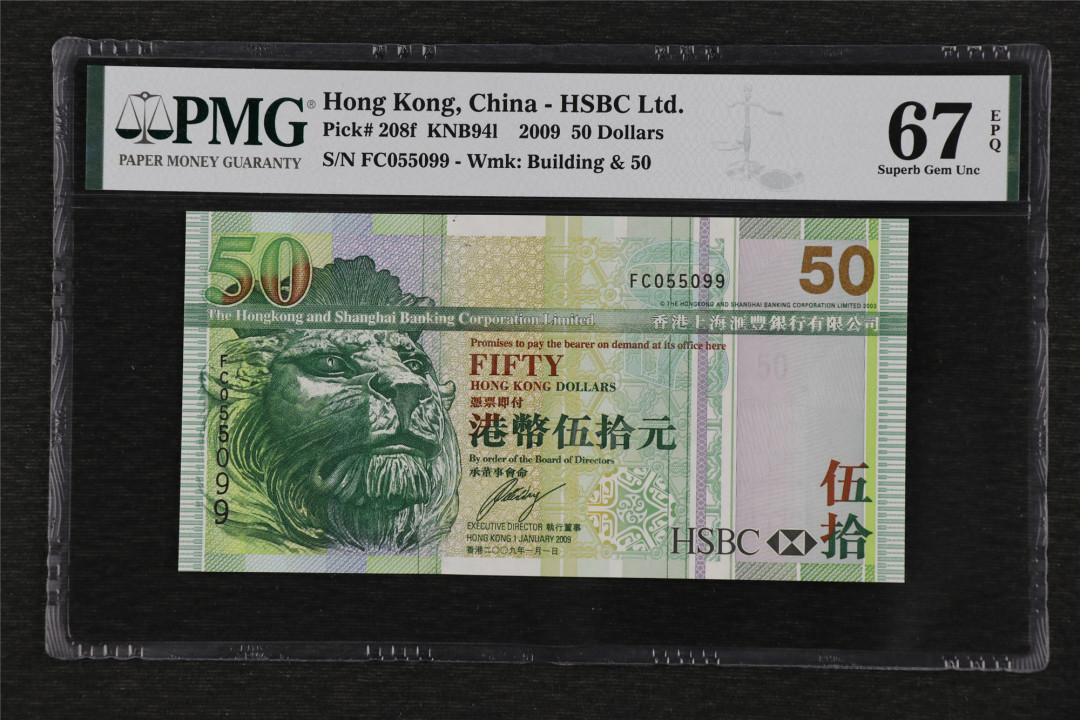 PMG®
PAPER MONEY GUARANTY
Hong Kong, China - HSBC Ltd.
Pick# 208f KNB94l 2009 50 Dollars
S/N FC055099 - Wmk: Building & 50
67
EPQ
Superb Gem Unc
50
FC055099
50
© THE HONGKONG AND SHANGHAI BANKING CORPORATION LIMITED 2003
The Hongkong and Shanghai Banking Corporation Limited
香港上海滙豐銀行有限公司
Promises to pay the bearer on demand at its office here
FIFTY
HONG KONG DOLLARS
憑票即付
港幣伍拾元
By order of the Board of Directors
承董事會命
EXECUTIVE DIRECTOR 執行董事
HONG KONG 1 JANUARY 2009
香港二〇〇九年一月一日
FC055099
50
伍拾
HSBC